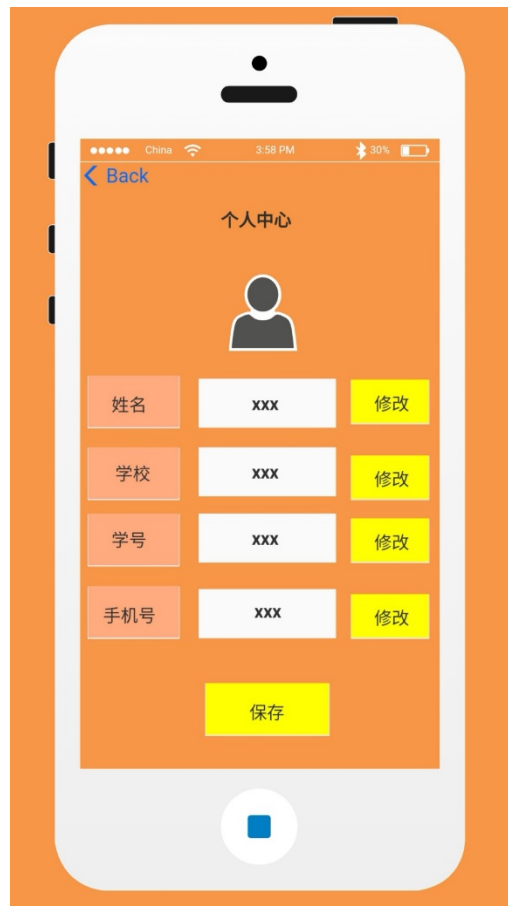 China 3:58 PM 30%
Back
个人中心
姓名 xxx 修改
学校 xxx 修改
学号 xxx 修改
手机号 xxx 修改
保存